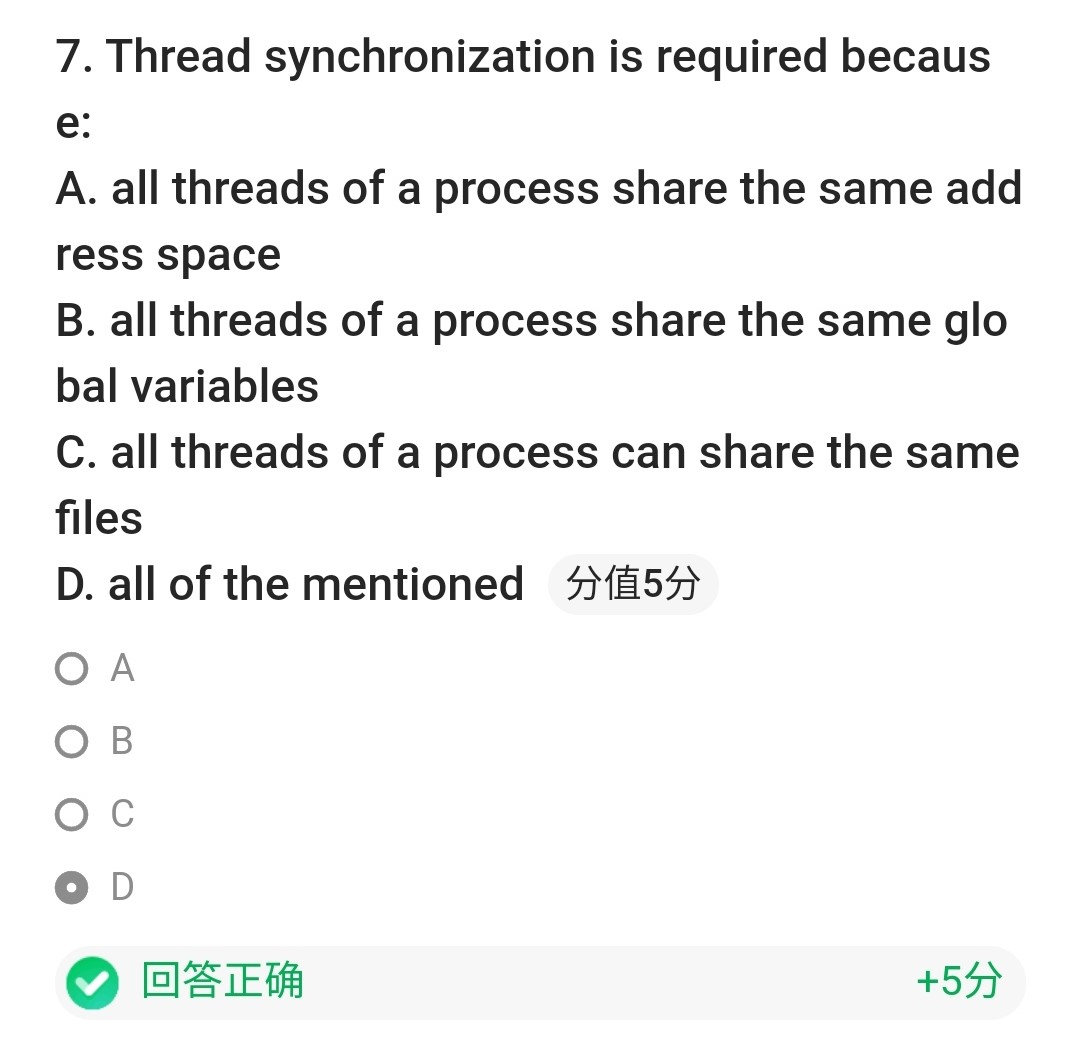 7. Thread synchronization is required becaus
e:
A. all threads of a process share the same add
ress space
B. all threads of a process share the same glo
bal variables
C. all threads of a process can share the same
files
D. all of the mentioned 分值5分
A
B
C
D
回答正确 +5分